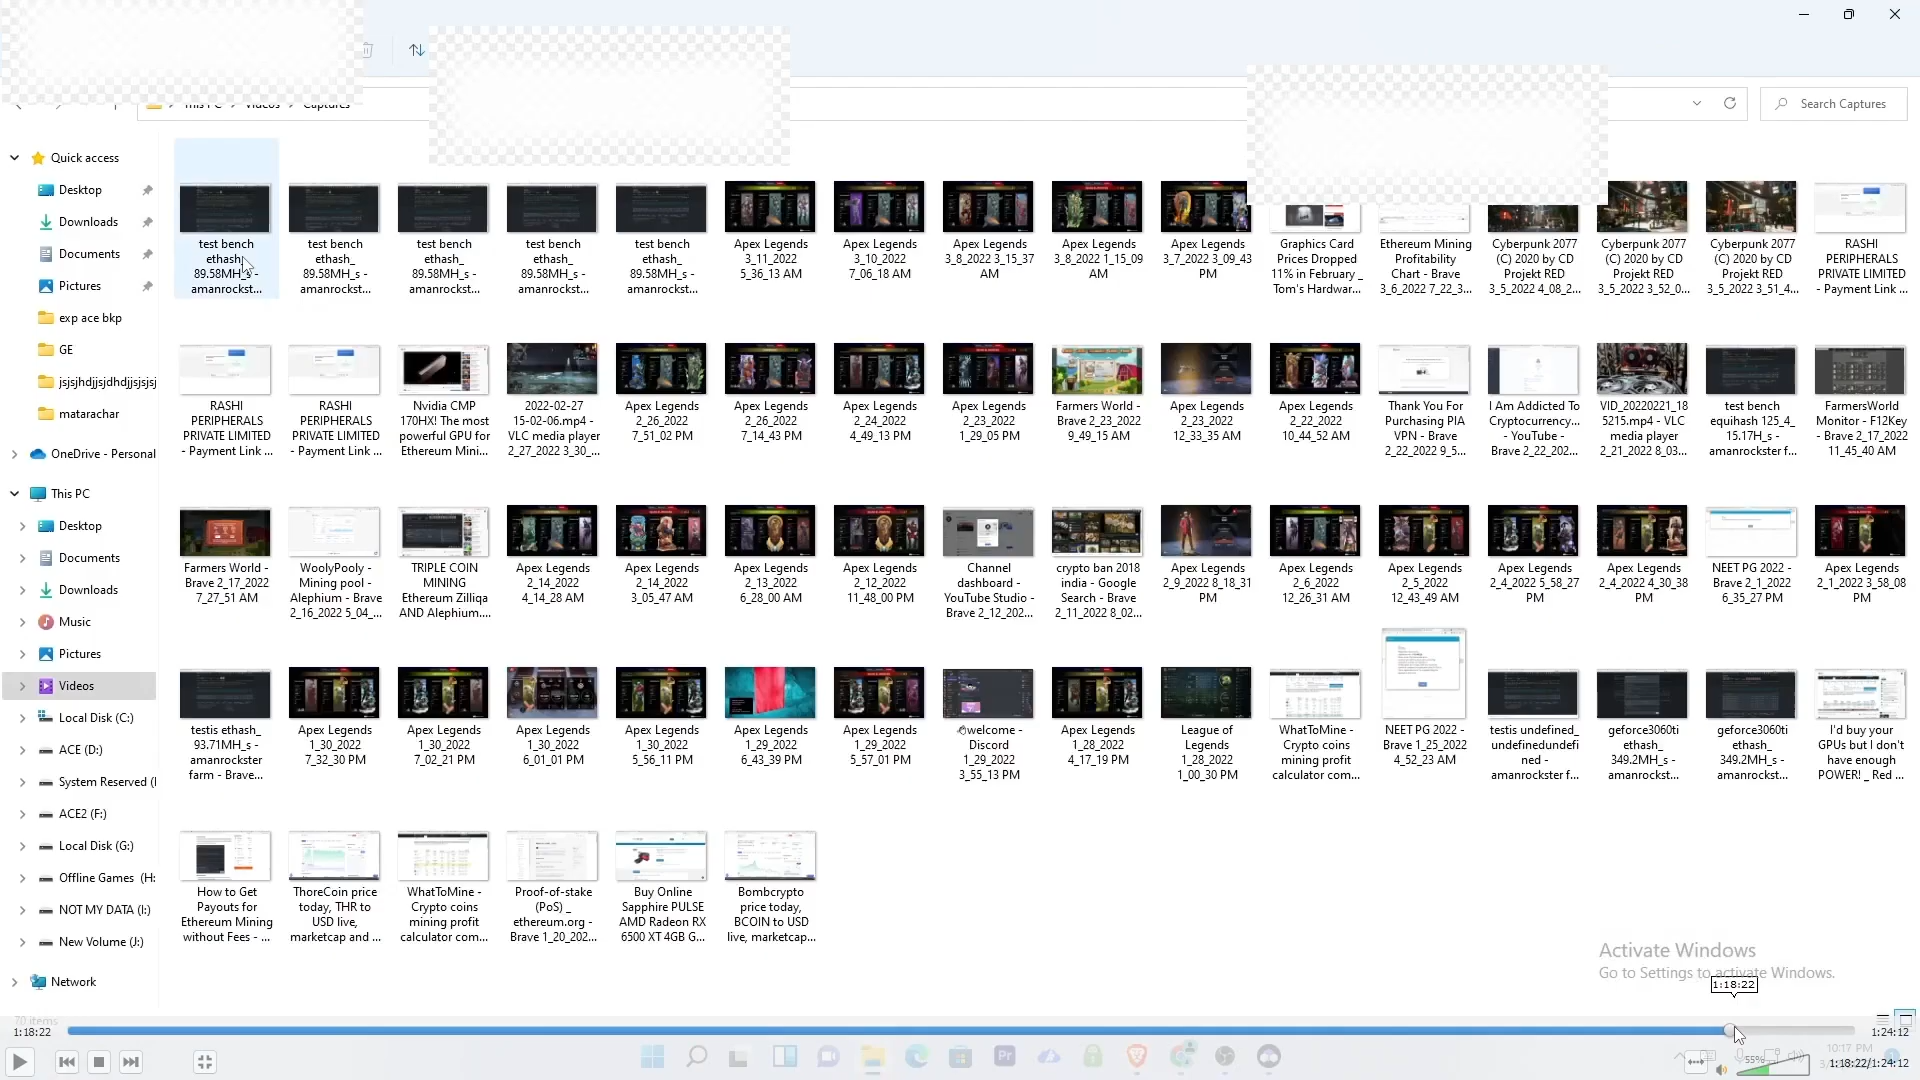 This PC > Videos > Captures
Search Captures
Quick access
Desktop
Downloads
Documents
Pictures
exp ace bkp
GE
jsjsjhdjjsjdhdjjsjsjsj
matarachar
OneDrive - Personal
This PC
Desktop
Documents
Downloads
Music
Pictures
Videos
Local Disk (C:)
ACE (D:)
System Reserved (
ACE2 (F:)
Local Disk (G:)
Offline Games (H:
NOT MY DATA (I:)
New Volume (J:)
Network
test bench
ethash_
89.58MH_s -
amanrockst...
test bench
ethash_
89.58MH_s -
amanrockst...
test bench
ethash_
89.58MH_s -
amanrockst...
test bench
ethash_
89.58MH_s -
amanrockst...
test bench
ethash_
89.58MH_s -
amanrockst...
Apex Legends
3_11_2022
5_36_13 AM
Apex Legends
3_10_2022
7_06_18 AM
Apex Legends
3_8_2022 3_15_37
AM
Apex Legends
3_8_2022 1_15_09
AM
Apex Legends
3_7_2022 3_09_43
PM
Graphics Card
Prices Dropped
11% in February _
Tom's Hardwar...
Ethereum Mining
Profitability
Chart - Brave
3_6_2022 7_22_3...
Cyberpunk 2077
(C) 2020 by CD
Projekt RED
3_5_2022 4_08_2...
Cyberpunk 2077
(C) 2020 by CD
Projekt RED
3_5_2022 3_52_0...
Cyberpunk 2077
(C) 2020 by CD
Projekt RED
3_5_2022 3_51_4...
RASHI
PERIPHERALS
PRIVATE LIMITED
- Payment Link ...
RASHI
PERIPHERALS
PRIVATE LIMITED
- Payment Link ...
RASHI
PERIPHERALS
PRIVATE LIMITED
- Payment Link ...
Nvidia CMP
170HX! The most
powerful GPU for
Ethereum Mini...
2022-02-27
15-02-06.mp4 -
VLC media player
2_27_2022 3_30_...
Apex Legends
2_26_2022
7_51_02 PM
Apex Legends
2_26_2022
7_14_43 PM
Apex Legends
2_24_2022
4_49_13 PM
Apex Legends
2_23_2022
1_29_05 PM
Farmers World -
Brave 2_23_2022
9_49_15 AM
Apex Legends
2_23_2022
12_33_35 AM
Apex Legends
2_22_2022
10_44_52 AM
Thank You For
Purchasing PIA
VPN - Brave
2_22_2022 9_5...
I Am Addicted To
Cryptocurrency...
- YouTube -
Brave 2_22_202...
VID_20220221_18
5215.mp4 - VLC
media player
2_21_2022 8_03...
test bench
equihash 125_4_
15.17H_s -
amanrockster f...
FarmersWorld
Monitor - F12Key
- Brave 2_17_2022
11_45_40 AM
Farmers World -
Brave 2_17_2022
7_27_51 AM
WoolyPooly -
Mining pool -
Alephium - Brave
2_16_2022 5_04_...
TRIPLE COIN
MINING
Ethereum Zilliqa
AND Alephium....
Apex Legends
2_14_2022
4_14_28 AM
Apex Legends
2_14_2022
3_05_47 AM
Apex Legends
2_13_2022
6_28_00 AM
Apex Legends
2_12_2022
11_48_00 PM
Channel
dashboard -
YouTube Studio -
Brave 2_12_202...
crypto ban 2018
india - Google
Search - Brave
2_11_2022 8_02...
Apex Legends
2_9_2022 8_18_31
PM
Apex Legends
2_6_2022
12_26_31 AM
Apex Legends
2_5_2022
12_43_49 AM
Apex Legends
2_4_2022 5_58_27
PM
Apex Legends
2_4_2022 4_30_38
PM
NEET PG 2022 -
Brave 2_1_2022
6_35_27 PM
Apex Legends
2_1_2022 3_58_08
PM
testis ethash_
93.71MH_s -
amanrockster
farm - Brave...
Apex Legends
1_30_2022
7_32_30 PM
Apex Legends
1_30_2022
7_02_21 PM
Apex Legends
1_30_2022
6_01_01 PM
Apex Legends
1_30_2022
5_56_11 PM
Apex Legends
1_29_2022
6_43_39 PM
Apex Legends
1_29_2022
5_57_01 PM
welcome -
Discord
1_29_2022
3_55_13 PM
Apex Legends
1_28_2022
4_17_19 PM
League of
Legends
1_28_2022
1_00_30 PM
WhatToMine -
Crypto coins
mining profit
calculator com...
NEET PG 2022 -
Brave 1_25_2022
4_52_23 AM
testis undefined_
undefinedundefi
ned -
amanrockster f...
geforce3060ti
ethash_
349.2MH_s -
amanrockst...
geforce3060ti
ethash_
349.2MH_s -
amanrockst...
I'd buy your
GPUs but I don't
have enough
POWER! _ Red ...
How to Get
Payouts for
Ethereum Mining
without Fees - ...
ThoreCoin price
today, THR to
USD live,
marketcap and ...
WhatToMine -
Crypto coins
mining profit
calculator com...
Proof-of-stake
(PoS) _
ethereum.org -
Brave 1_20_202...
Buy Online
Sapphire PULSE
AMD Radeon RX
6500 XT 4GB G...
Bombcrypto
price today,
BCOIN to USD
live, marketcap...
Activate Windows
Go to Settings to activate Windows.
1:18:22
70 items
1:18:22
1:24:12
Pr
55%
10:17 PM
1:18:22/1:24:12